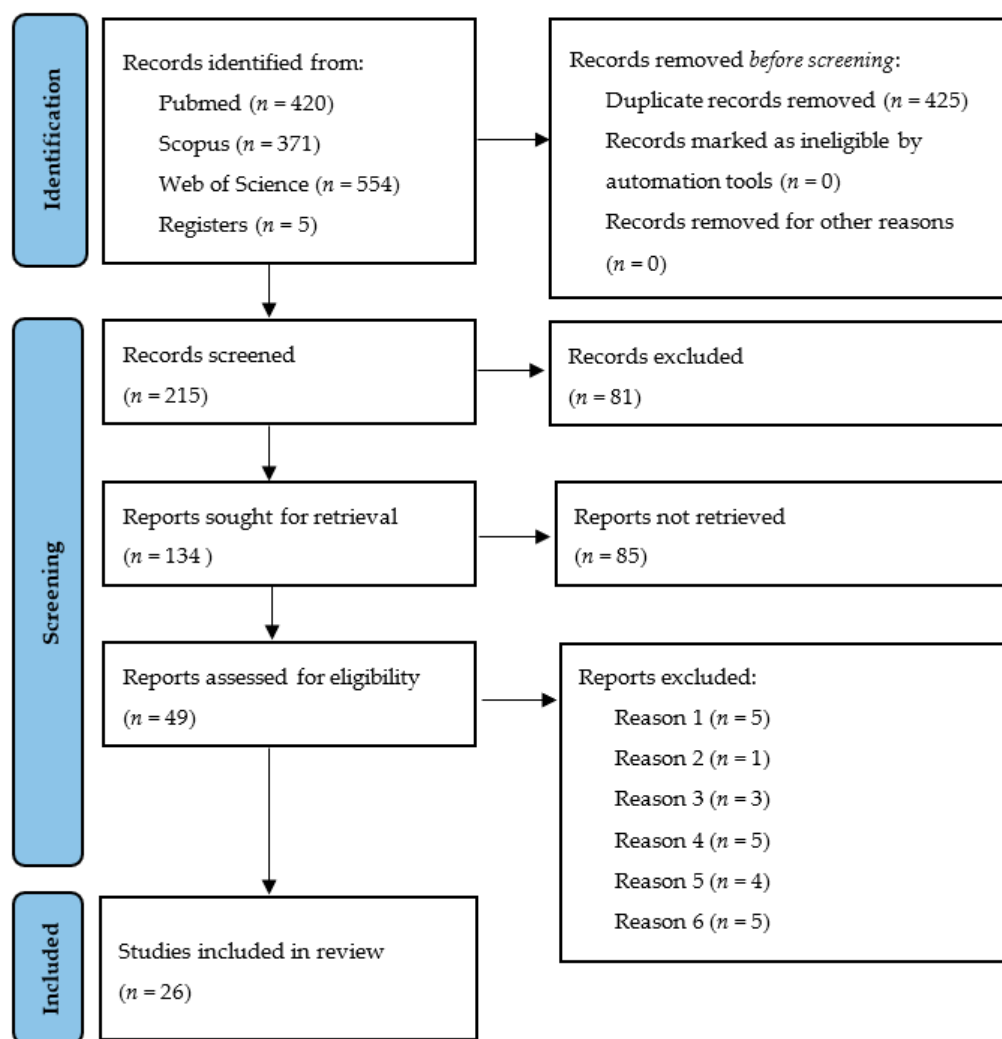 Identification
Records identified from:
Pubmed (n = 420)
Scopus (n = 371)
Web of Science (n = 554)
Registers (n = 5)
Records removed before screening:
Duplicate records removed (n = 425)
Records marked as ineligible by
automation tools (n = 0)
Records removed for other reasons
(n = 0)
Screening
Records screened
(n = 215)
Records excluded
(n = 81)
Reports sought for retrieval
(n = 134 )
Reports not retrieved
(n = 85)
Reports assessed for eligibility
(n = 49)
Reports excluded:
Reason 1 (n = 5)
Reason 2 (n = 1)
Reason 3 (n = 3)
Reason 4 (n = 5)
Reason 5 (n = 4)
Reason 6 (n = 5)
Included
Studies included in review
(n = 26)